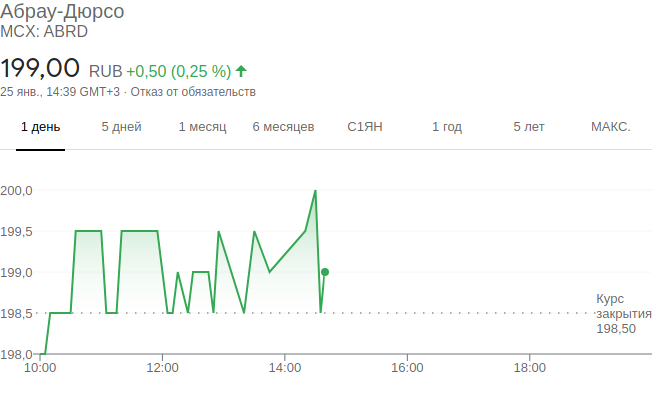 Абрау-Дюрсо
MCX: ABRD
199,00 RUB +0,50 (0,25 %)
25 янв., 14:39 GMT+3 · Отказ от обязательств
1 день 5 дней 1 месяц 6 месяцев С1ЯН 1 год 5 лет МАКС.
200,0
199,5
199,0
198,5
198,0
Курс
закрытия
198,50
10:00 12:00 14:00 16:00 18:00